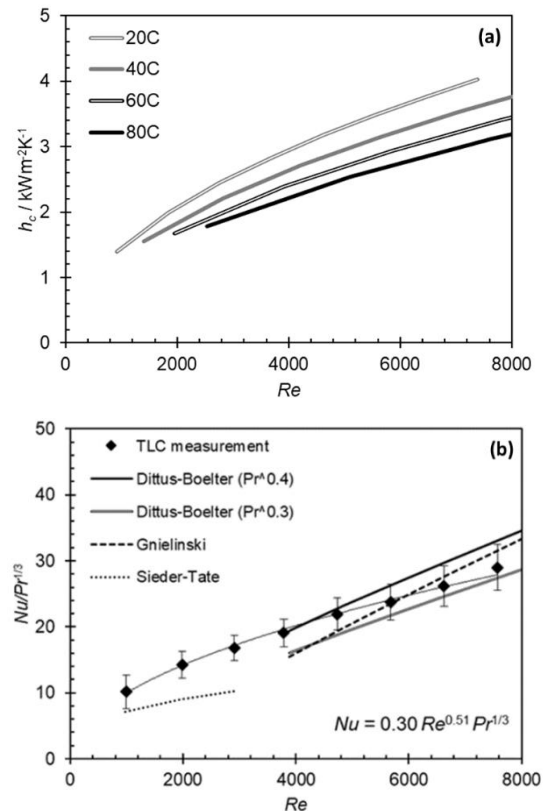 (a)
20C
40C
60C
80C
5
4
3
2
1
0
h_c / kWm⁻²K⁻¹
0 2000 4000 6000 8000
Re
(b)
TLC measurement
Dittus-Boelter (Pr^0.4)
Dittus-Boelter (Pr^0.3)
Gnielinski
Sieder-Tate
50
40
30
20
10
0
Nu/Pr^1/3
Nu = 0.30 Re^0.51 Pr^1/3
0 2000 4000 6000 8000
Re